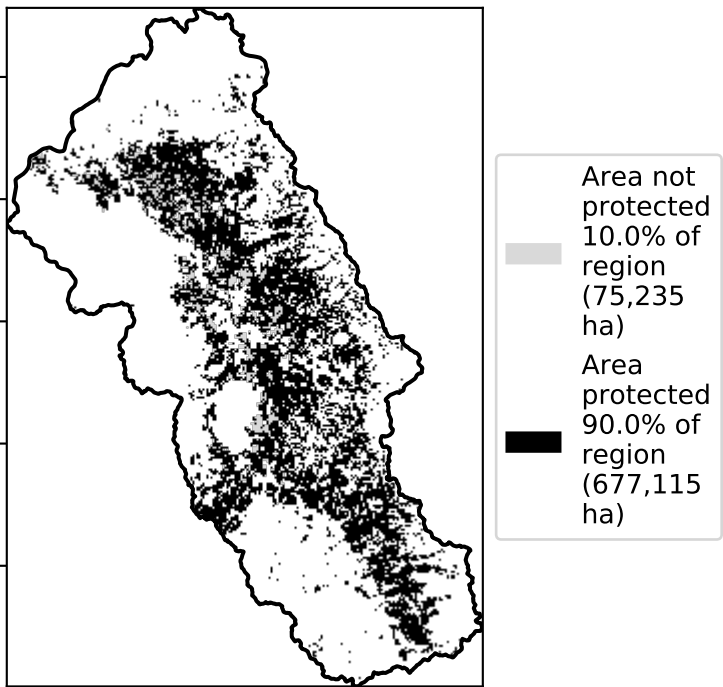 Area not
protected
10.0% of
region
(75,235
ha)
Area
protected
90.0% of
region
(677,115
ha)